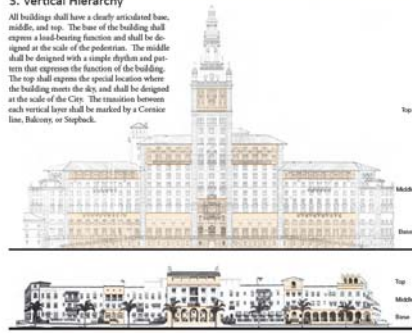 3. Vertical Hierarchy
All buildings shall have a clearly articulated base,
middle, and top. The base of the building shall
express a load-bearing function and shall be de-
signed at the scale of the pedestrian. The middle
shall be designed with a simple rhythm and pat-
tern that expresses the function of the building.
The top shall express the special location where
the building meets the sky, and shall be designed
at the scale of the City. The transition between
each vertical layer shall be marked by a Cornice
line, Balcony, or Stepback.
Top
Middle
Base
Top
Middle
Base